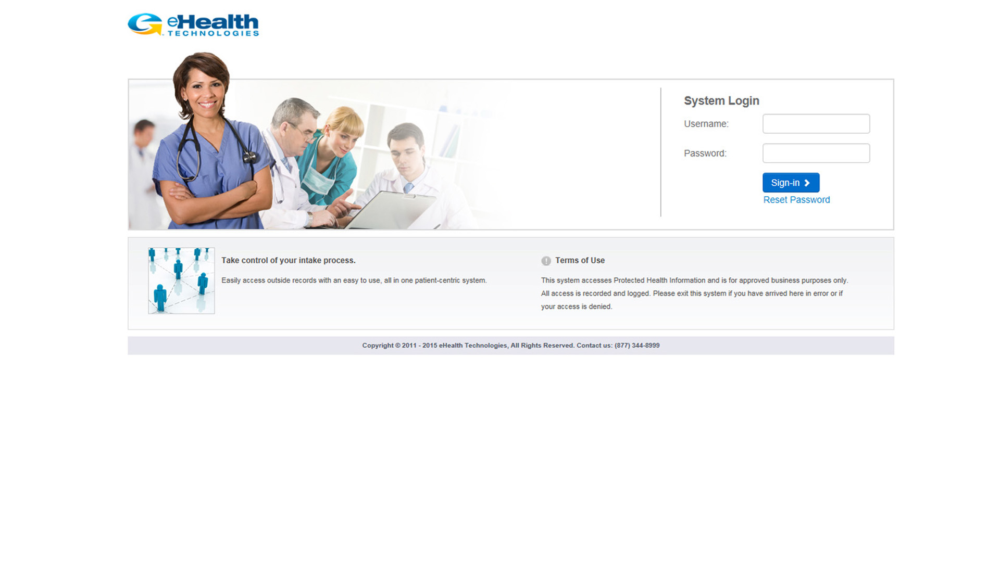 eHealth
TECHNOLOGIES
System Login
Username:
Password:
Sign-in
Reset Password
Take control of your intake process.
Easily access outside records with an easy to use, all in one patient-centric system.
Terms of Use
This system accesses Protected Health Information and is for approved business purposes only.
All access is recorded and logged. Please exit this system if you have arrived here in error or if
your access is denied.
Copyright © 2011 - 2015 eHealth Technologies, All Rights Reserved. Contact us: (877) 344-8999